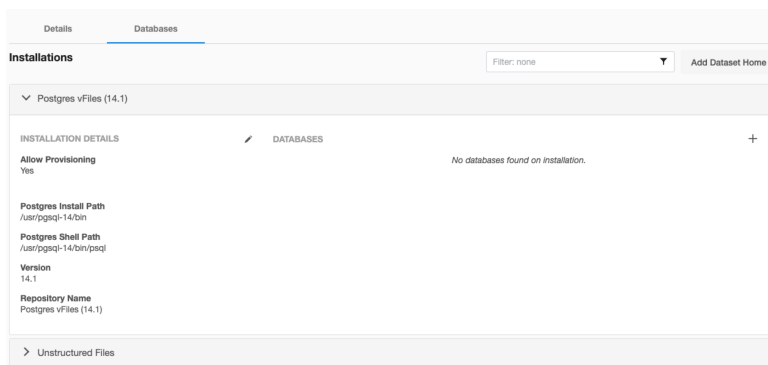 Details Databases
Installations
Filter: none
Add Dataset Home
Postgres vFiles (14.1)
INSTALLATION DETAILS
DATABASES
Allow Provisioning
Yes
No databases found on installation.
Postgres Install Path
/usr/pgsql-14/bin
Postgres Shell Path
/usr/pgsql-14/bin/psql
Version
14.1
Repository Name
Postgres vFiles (14.1)
Unstructured Files